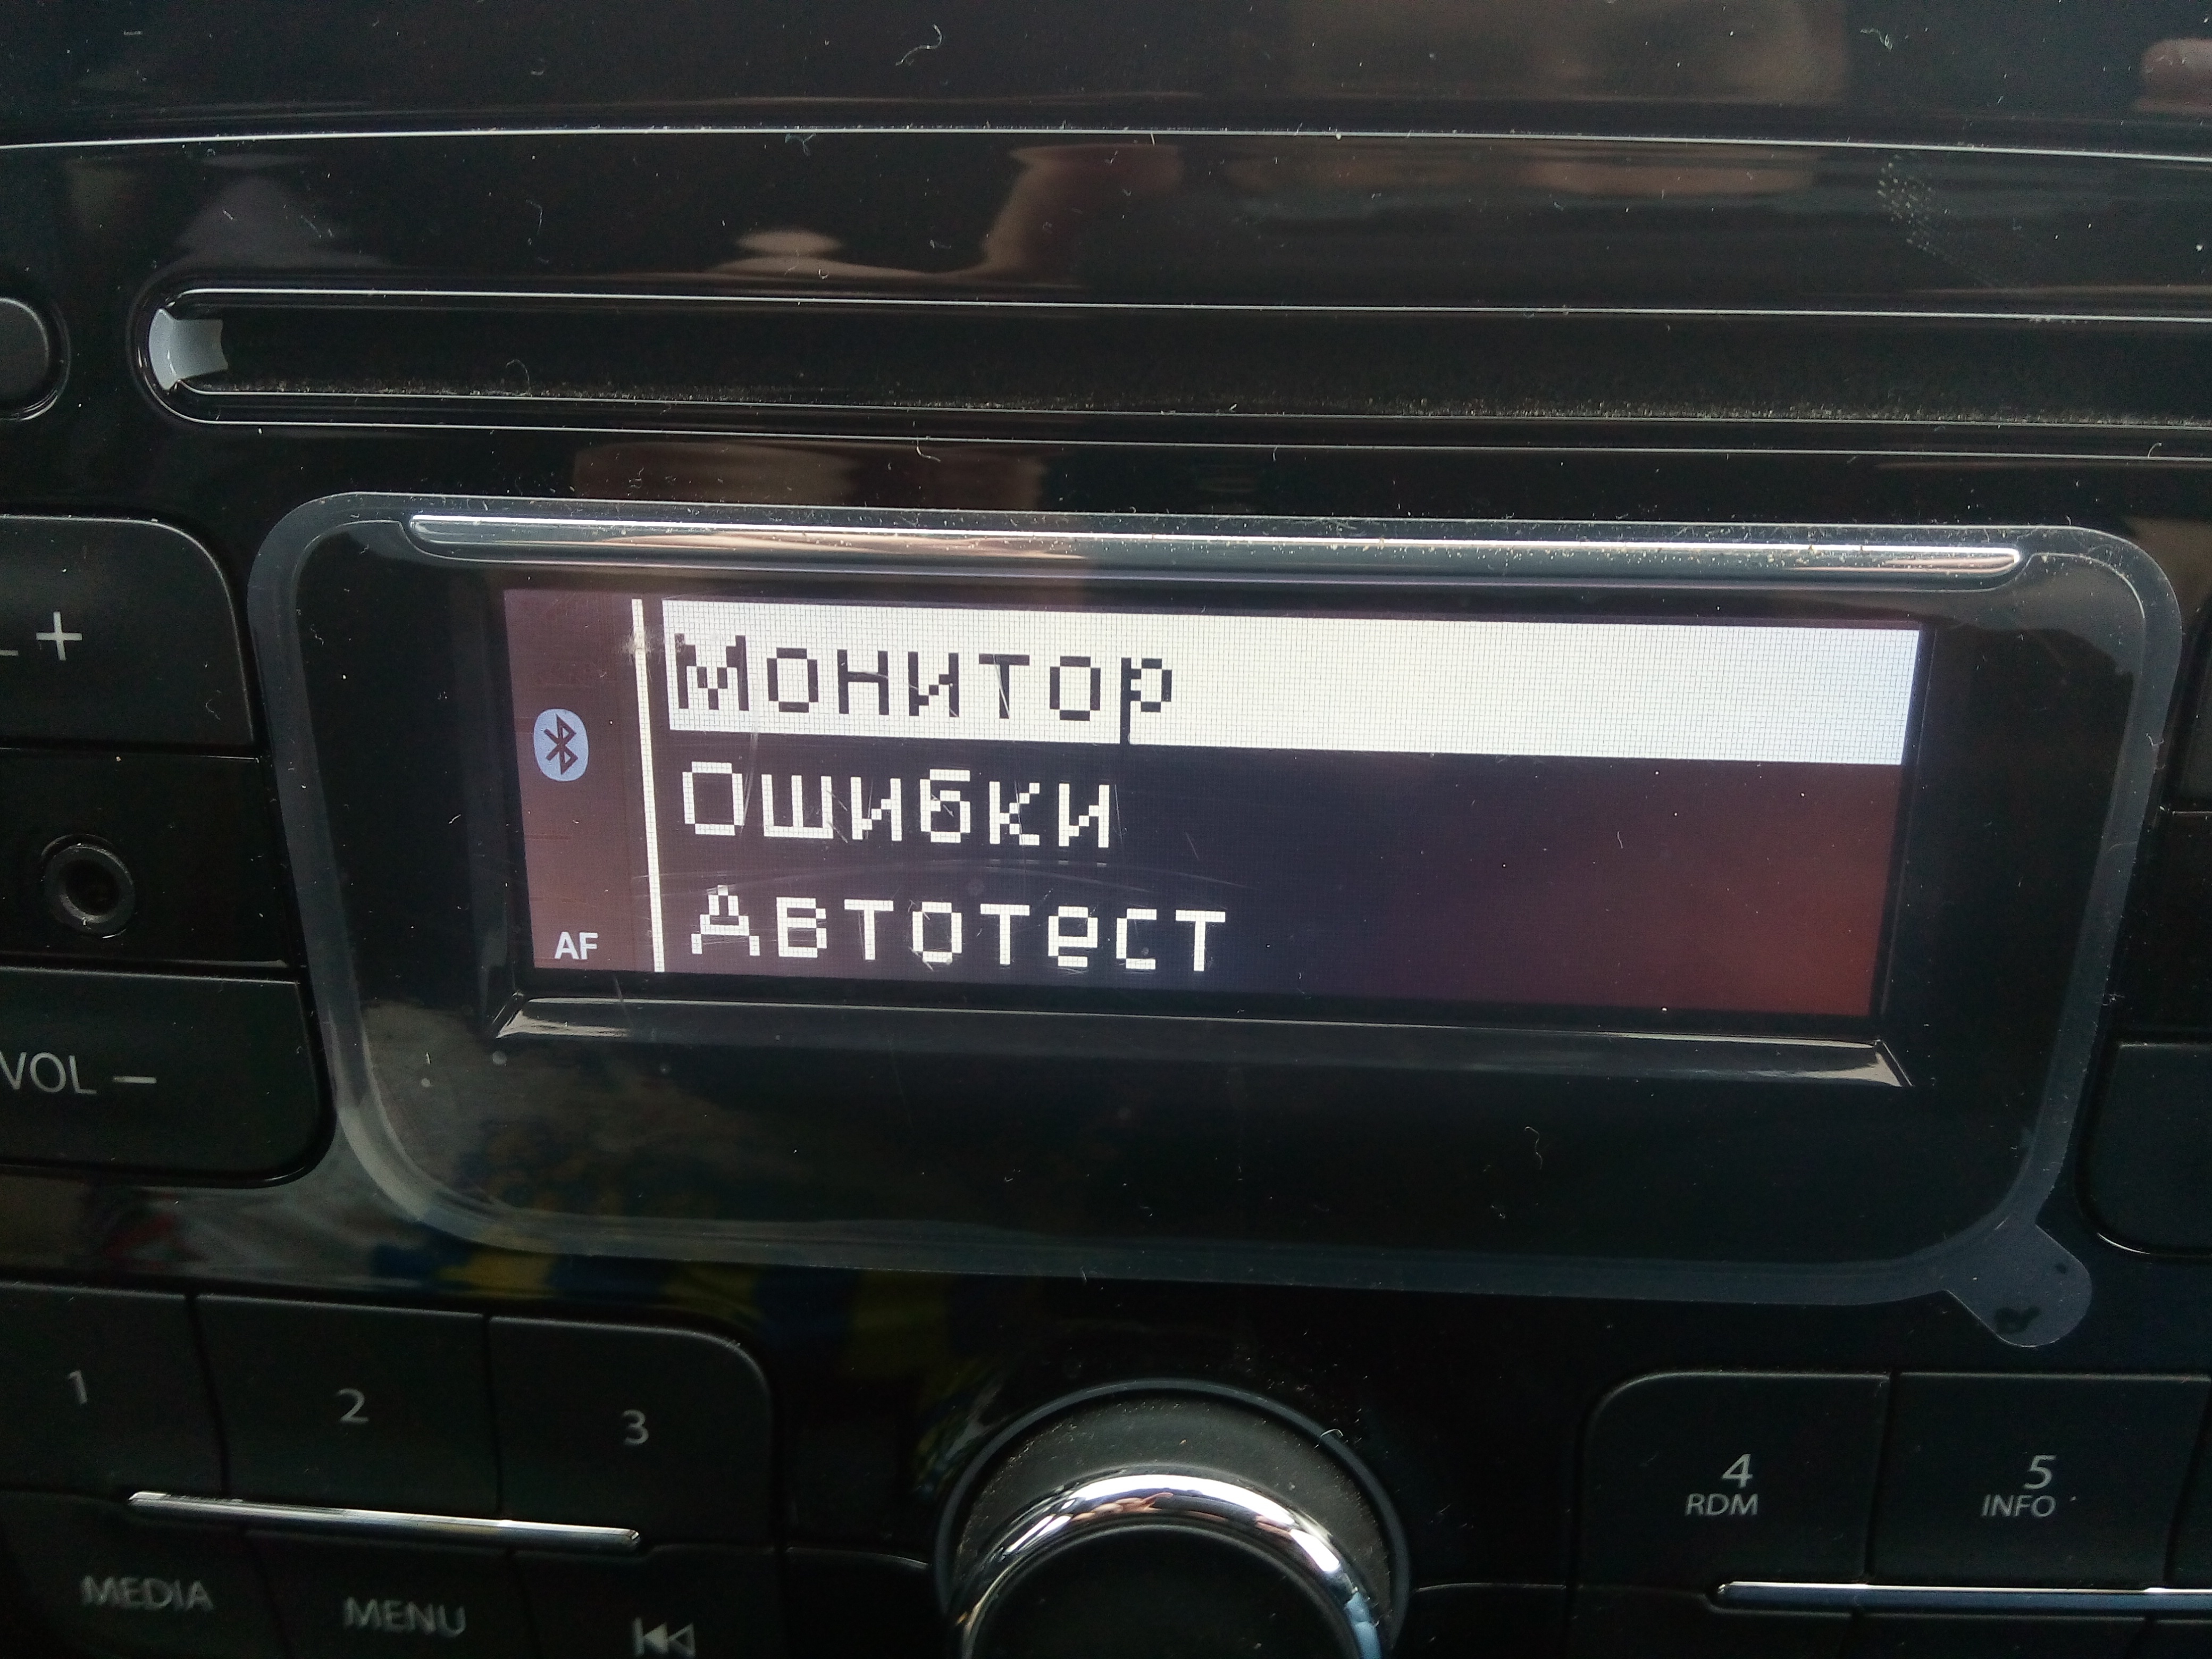 +
Монитор
Ошибки
Автотест
AF
VOL –
1
2
3
4
RDM
5
INFO
MEDIA
MENU